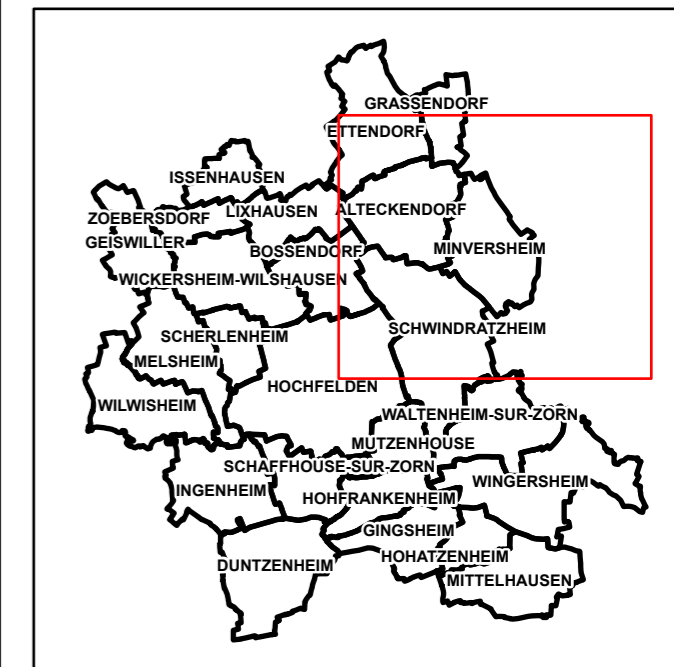 GRASSENDORF
ETTENDORF
ISSENHAUSEN
ZOEBERSDORF
LIXHAUSEN
ALTECKENDORF
GEISWILLER
BOSSENDORF
MINVERSHEIM
WICKERSHEIM-WILSHAUSEN
SCHERLENHEIM
SCHWINDRATZHEIM
MELSHEIM
HOCHFELDEN
WILWISHEIM
WALTENHEIM-SUR-ZORN
MUTZENHOUSE
SCHAFFHOUSE-SUR-ZORN
INGENHEIM
HOHFRANKENHEIM
WINGERSHEIM
GINGSHEIM
DUNTZENHEIM
HOHATZENHEIM
MITTELHAUSEN